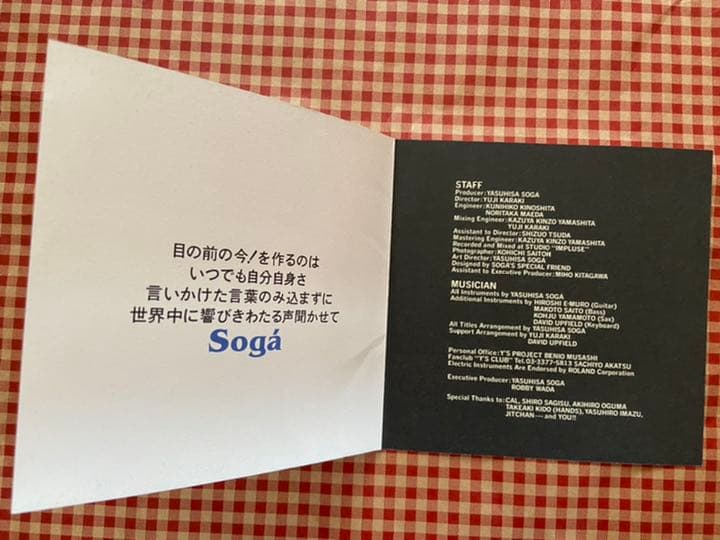 目の前の今!を作るのは
いつでも自分自身さ
言いかけた言葉のみ込まずに
世界中に響びきわたる声聞かせて
Sogá
STAFF
Producer:YASUHISA SOGA
Director:YUJI KARAKI
Engineer:KUNIHIKO KINOSHITA
NORITAKA MAEDA
Mixing Engineer:KAZUYA KINZO YAMASHITA
YUJI KARAKI
Assistant to Director:SHIZUO TSUDA
Mastering Engineer:KAZUYA KINZO YAMASHITA
Recorded and Mixed at STUDIO "IMPLUSE"
Photographer:KOHICHI SAITOH
Art Director:YASUHISA SOGA
Designed by SOGA'S SPECIAL FRIEND
Assistant to Executive Producer:MIHO KITAGAWA
MUSICIAN
All Instruments by YASUHISA SOGA
Additional Instruments by HIROSHI E-MURO (Guitar)
MAKOTO SAITO (Bass)
KOHJU YAMAMOTO (Sax)
DAVID UPFIELD (Keyboard)
All Titles Arrangement by YASUHISA SOGA
Support Arrangement by YUJI KARAKI
DAVID UPFIELD
Personal Office:Y'S PROJECT BENIO MUSASHI
Fanclub "Y'S CLUB" Tel.03-3377-5813 SACHIYO AKATSU
Electric Instruments Are Endorsed by ROLAND Corporation
Executive Producer:YASUHISA SOGA
ROBBY WADA
Special Thanks to:CAL, SHIRO SAGISU, AKIHIRO OGUMA
TAKEAKI KIDO (HANDS), YASUHIRO IMAZU,
JITCHAN—and YOU!!